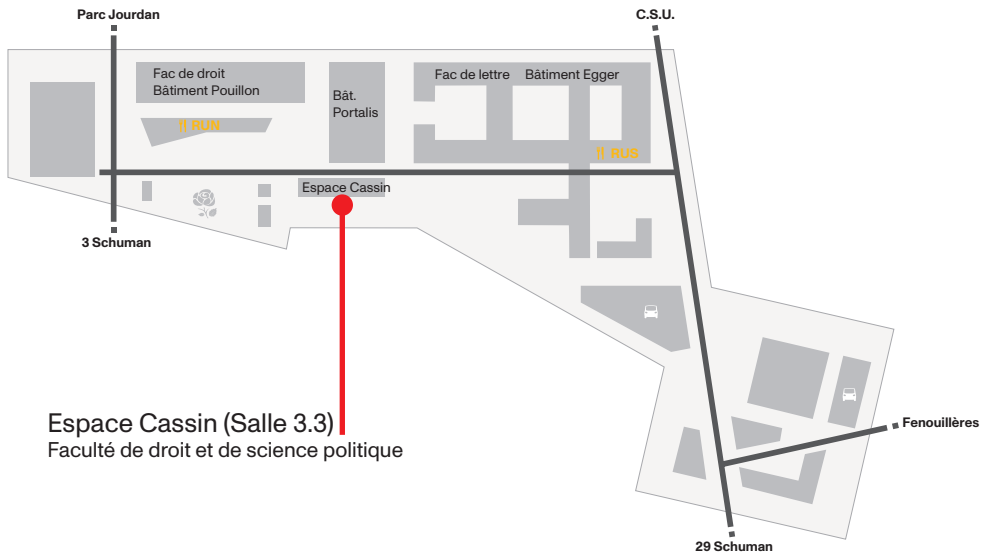 Parc Jourdan
C.S.U.
Fac de droit
Bâtiment Pouillon
Bât.
Portalis
Fac de lettre
Bâtiment Egger
RUN
RUS
Espace Cassin
3 Schuman
Espace Cassin (Salle 3.3)
Faculté de droit et de science politique
Fenouillères
29 Schuman